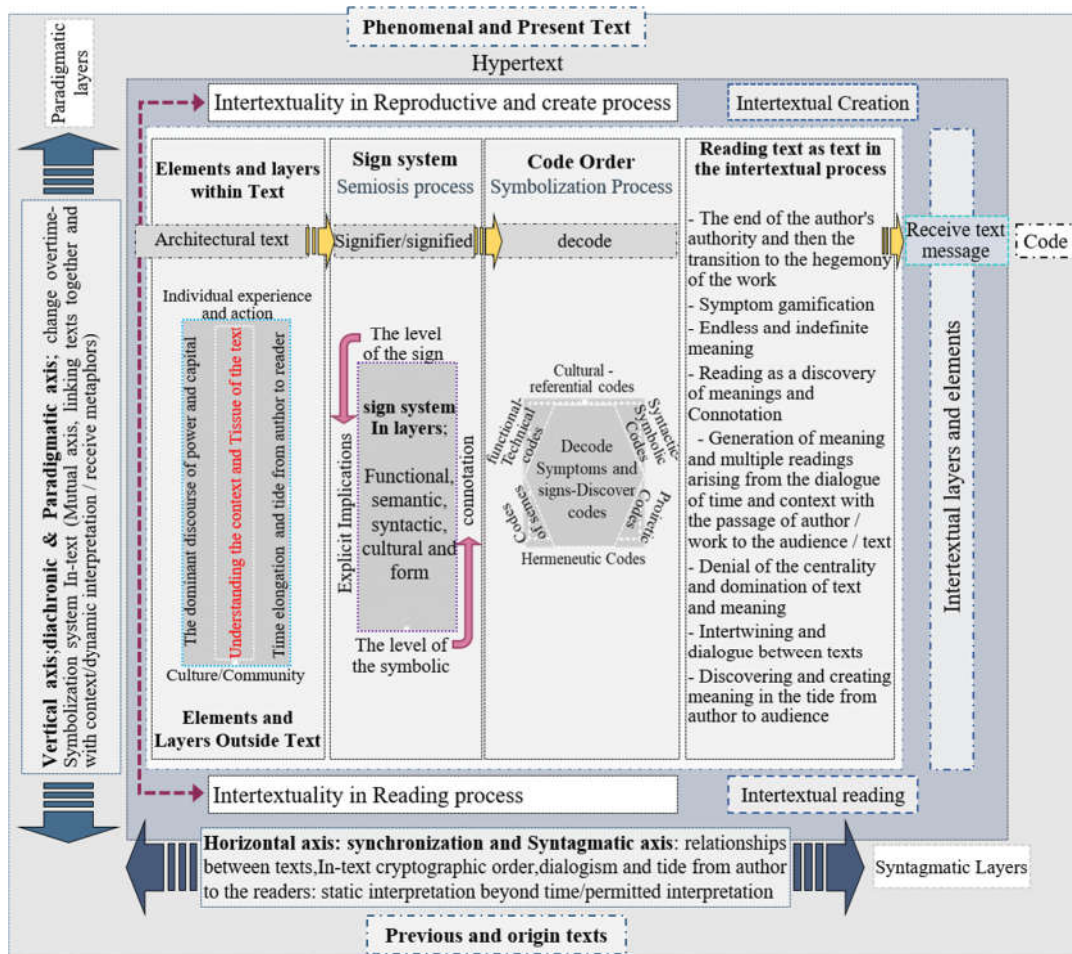 Phenomenal and Present Text
Hypertext
Paradigmatic
layers
Intertextuality in Reproductive and create process
Intertextual Creation
Elements and layers
within Text
Sign system
Semiosis process
Code Order
Symbolization Process
Reading text as text in
the intertextual process
Architectural text
Signifier/signified
decode
Receive text
message
Code
Individual experience
and action
The dominant discourse of power and capital
Understanding the context and Tissue of the text
Time elongation and tide from author to reader
Culture/Community
Elements and
Layers Outside Text
The level
of the sign
Explicit Implications
sign system
In layers;
Functional,
semantic,
syntactic,
cultural and
form
connotation
The level of
the symbolic
Cultural -
referential codes
functional-
Technical
codes
Syntactic-
Symbolic
Codes
Decode
Symptoms and
signs-Discover
codes
Codes
of semes
Proiretic
Codes
Hermeneutic Codes
- The end of the author's
authority and then the
transition to the hegemony
of the work
- Symptom gamification
- Endless and indefinite
meaning
- Reading as a discovery
of meanings and
Connotation
- Generation of meaning
and multiple readings
arising from the dialogue
of time and context with
the passage of author /
work to the audience / text
- Denial of the centrality
and domination of text
and meaning
- Intertwining and
dialogue between texts
- Discovering and creating
meaning in the tide from
author to audience
Intertextual layers and elements
Vertical axis;diachronic & Paradigmatic axis; change overtime-
Symbolization system In-text (Mutual axis, linking texts together and
with context/dynamic interpretation / receive metaphors)
Intertextuality in Reading process
Intertextual reading
Horizontal axis: synchronization and Syntagmatic axis: relationships
between texts,In-text cryptographic order,dialogism and tide from author
to the readers: static interpretation beyond time/permitted interpretation
Syntagmatic Layers
Previous and origin texts